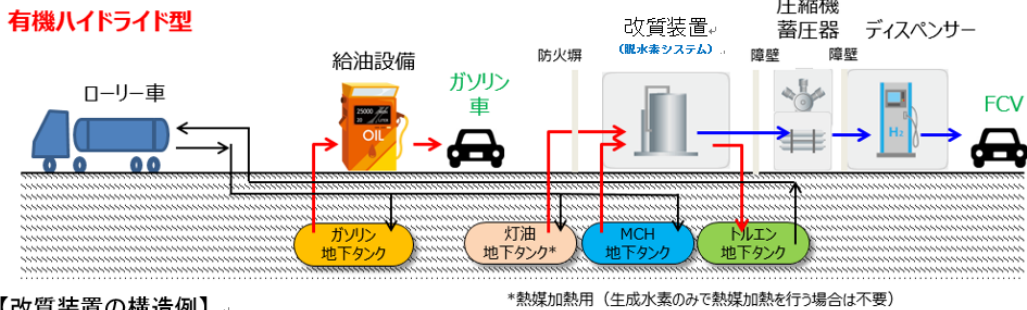 有機ハイドライド型
圧縮機
蓄圧器
ディスペンサー
改質装置
(脱水素システム)
防火塀
障壁
障壁
給油設備
ガソリン
車
ローリー車
FCV
OIL
H₂
ガソリン
地下タンク
灯油
地下タンク*
MCH
地下タンク
トルエン
地下タンク
*熱媒加熱用（生成水素のみで熱媒加熱を行う場合は不要）
【改質装置の構造例】